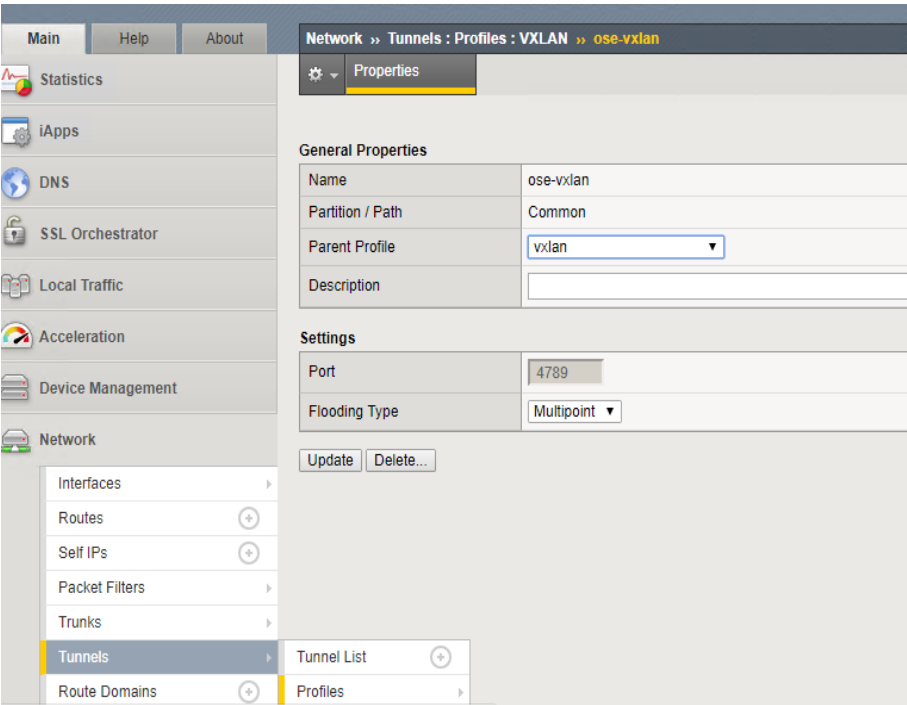 Main Help About
Network ›› Tunnels : Profiles : VXLAN ›› ose-vxlan
Properties
Statistics
iApps
DNS
SSL Orchestrator
Local Traffic
Acceleration
Device Management
Network
Interfaces
Routes
Self IPs
Packet Filters
Trunks
Tunnels
Route Domains
Tunnel List
Profiles
General Properties
Name ose-vxlan
Partition / Path Common
Parent Profile vxlan
Description
Settings
Port 4789
Flooding Type Multipoint
Update Delete...